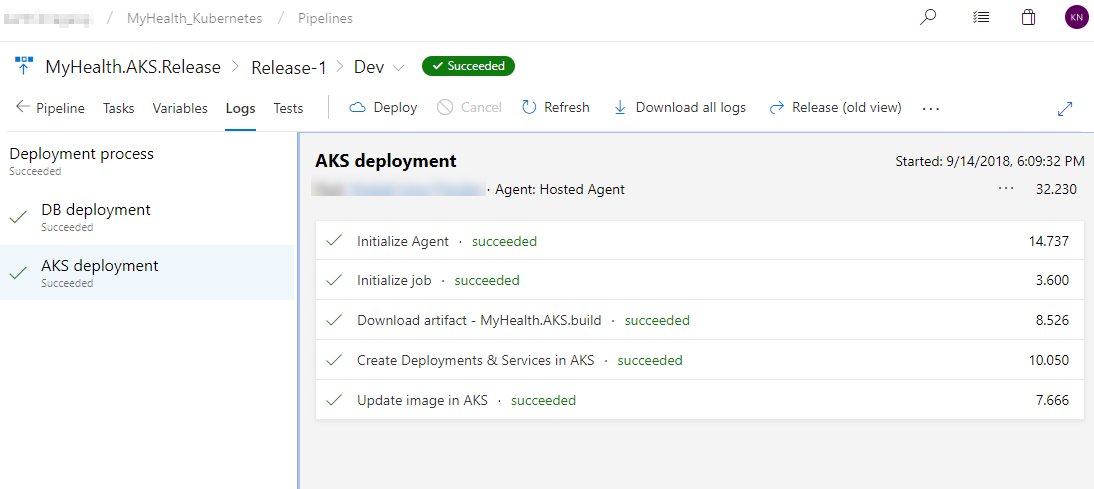 / MyHealth_Kubernetes / Pipelines
KN
MyHealth.AKS.Release > Release-1 > Dev Succeeded
Pipeline Tasks Variables Logs Tests Deploy Cancel Refresh Download all logs Release (old view) ...
Deployment process
Succeeded
DB deployment
Succeeded
AKS deployment
Succeeded
AKS deployment Started: 9/14/2018, 6:09:32 PM
· Agent: Hosted Agent ... 32.230
Initialize Agent · succeeded 14.737
Initialize job · succeeded 3.600
Download artifact - MyHealth.AKS.build · succeeded 8.526
Create Deployments & Services in AKS · succeeded 10.050
Update image in AKS · succeeded 7.666